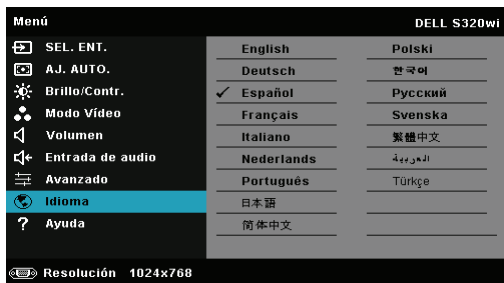 Menú DELL S320wi
SEL. ENT.
AJ. AUTO.
Brillo/Contr.
Modo Vídeo
Volumen
Entrada de audio
Avanzado
Idioma
Ayuda
English Polski
Deutsch 한국어
✓ Español Русский
Français Svenska
Italiano 繁體中文
Nederlands العربية
Português Türkçe
日本語
简体中文
Resolución 1024x768